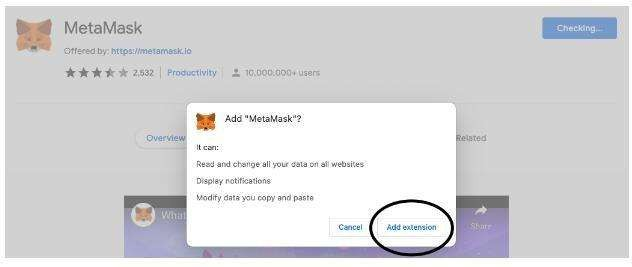 MetaMask
Checking...
Offered by: https://metamask.io
2,532 Productivity 10,000,000+ users
Add "MetaMask"?
It can:
Overview
Related
Read and change all your data on all websites
Display notifications
Modify data you copy and paste
What
Cancel
Add extension
Share